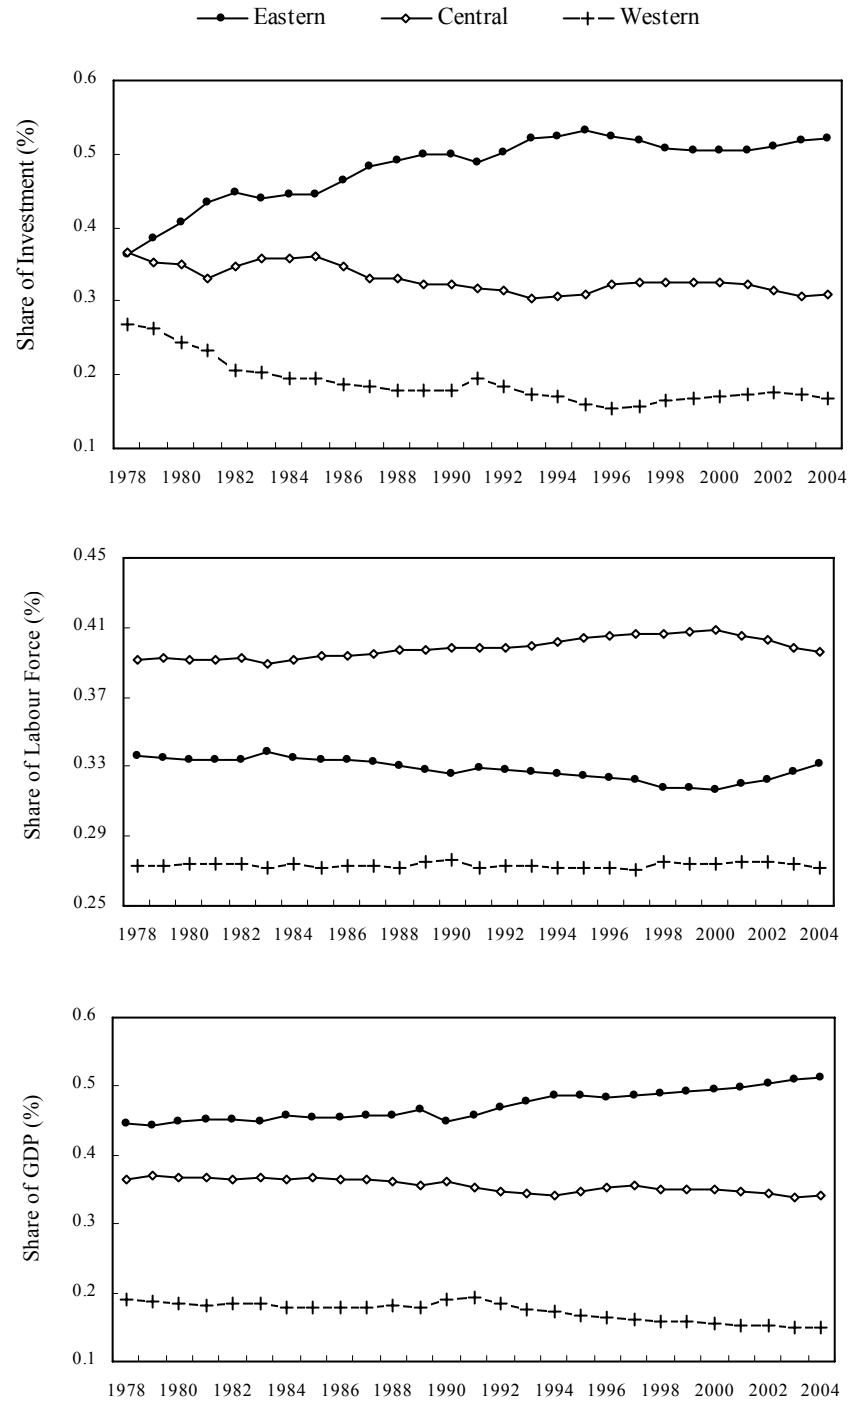 Eastern Central Western
Share of Investment (%)
0.6
0.5
0.4
0.3
0.2
0.1
1978 1980 1982 1984 1986 1988 1990 1992 1994 1996 1998 2000 2002 2004
Share of Labour Force (%)
0.45
0.41
0.37
0.33
0.29
0.25
1978 1980 1982 1984 1986 1988 1990 1992 1994 1996 1998 2000 2002 2004
Share of GDP (%)
0.6
0.5
0.4
0.3
0.2
0.1
1978 1980 1982 1984 1986 1988 1990 1992 1994 1996 1998 2000 2002 2004